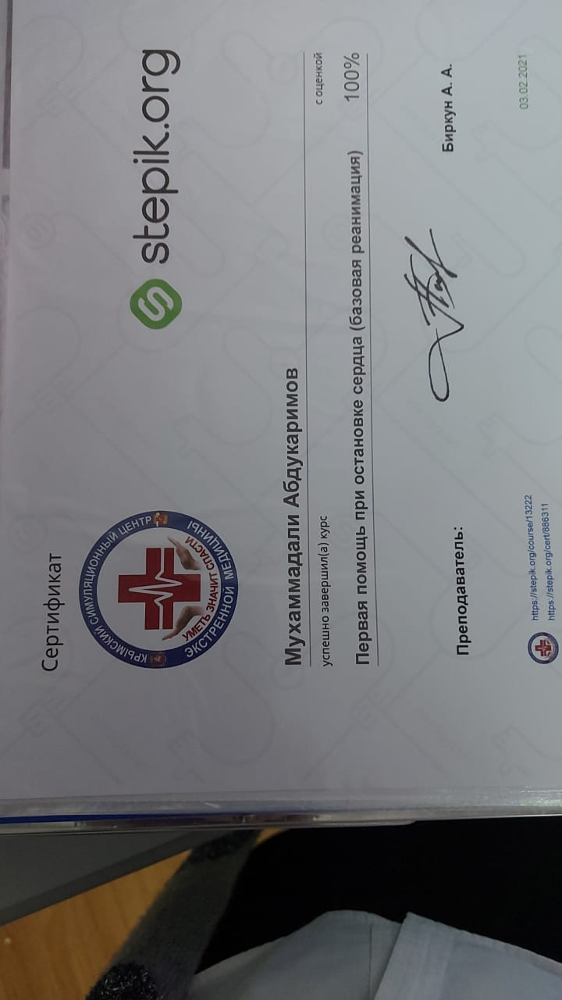 Сертификат
КРЫМСКИЙ СИМУЛЯЦИОННЫЙ ЦЕНТР
ЭКСТРЕННОЙ МЕДИЦИНЫ
УМЕТЬ ЗНАЧИТ СПАСТИ
stepik.org
Мухаммадали Абдукаримов
успешно завершил(а) курс с оценкой
Первая помощь при остановке сердца (базовая реанимация) 100%
Преподаватель: Биркун А. А.
https://stepik.org/course/13222
https://stepik.org/cert/886311
03.02.2021